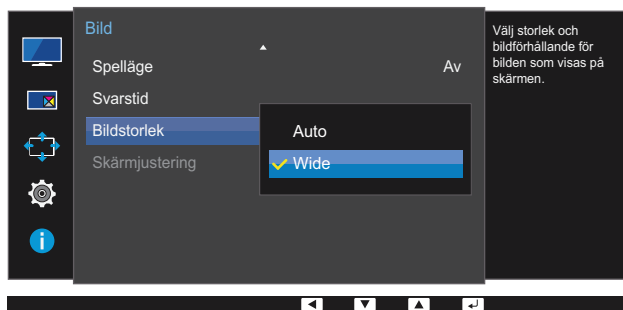 Bild
Spelläge Av
Svarstid
Bildstorlek
Skärmjustering
Auto
Wide
Välj storlek och
bildförhållande för
bilden som visas på
skärmen.